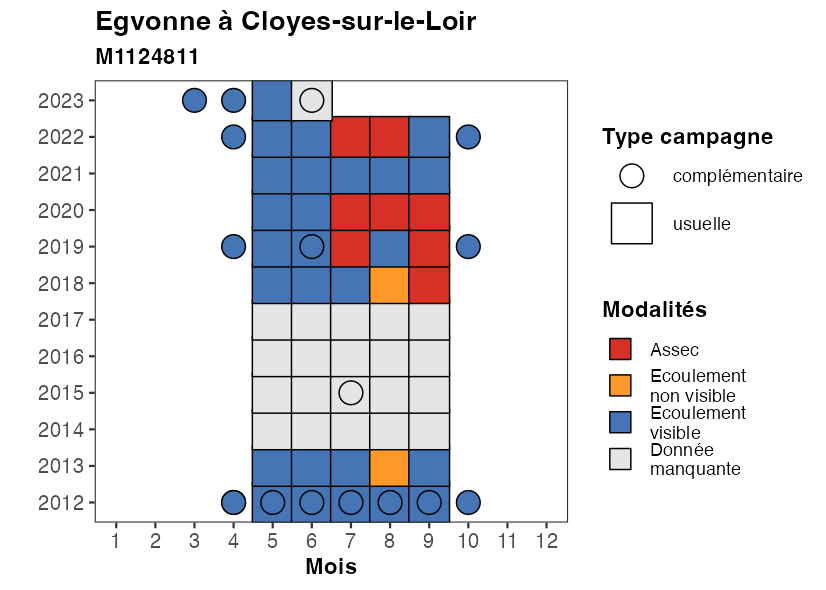 Egvonne à Cloyes-sur-le-Loir
M1124811
2023
2022
2021
2020
2019
2018
2017
2016
2015
2014
2013
2012
1 2 3 4 5 6 7 8 9 10 11 12
Mois
Type campagne
complémentaire
usuelle
Modalités
Assec
Ecoulement
non visible
Ecoulement
visible
Donnée
manquante